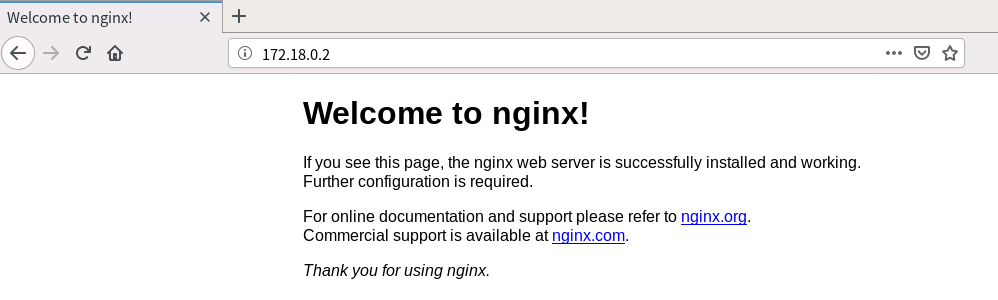 Welcome to nginx!
172.18.0.2
Welcome to nginx!
If you see this page, the nginx web server is successfully installed and working.
Further configuration is required.
For online documentation and support please refer to nginx.org.
Commercial support is available at nginx.com.
Thank you for using nginx.